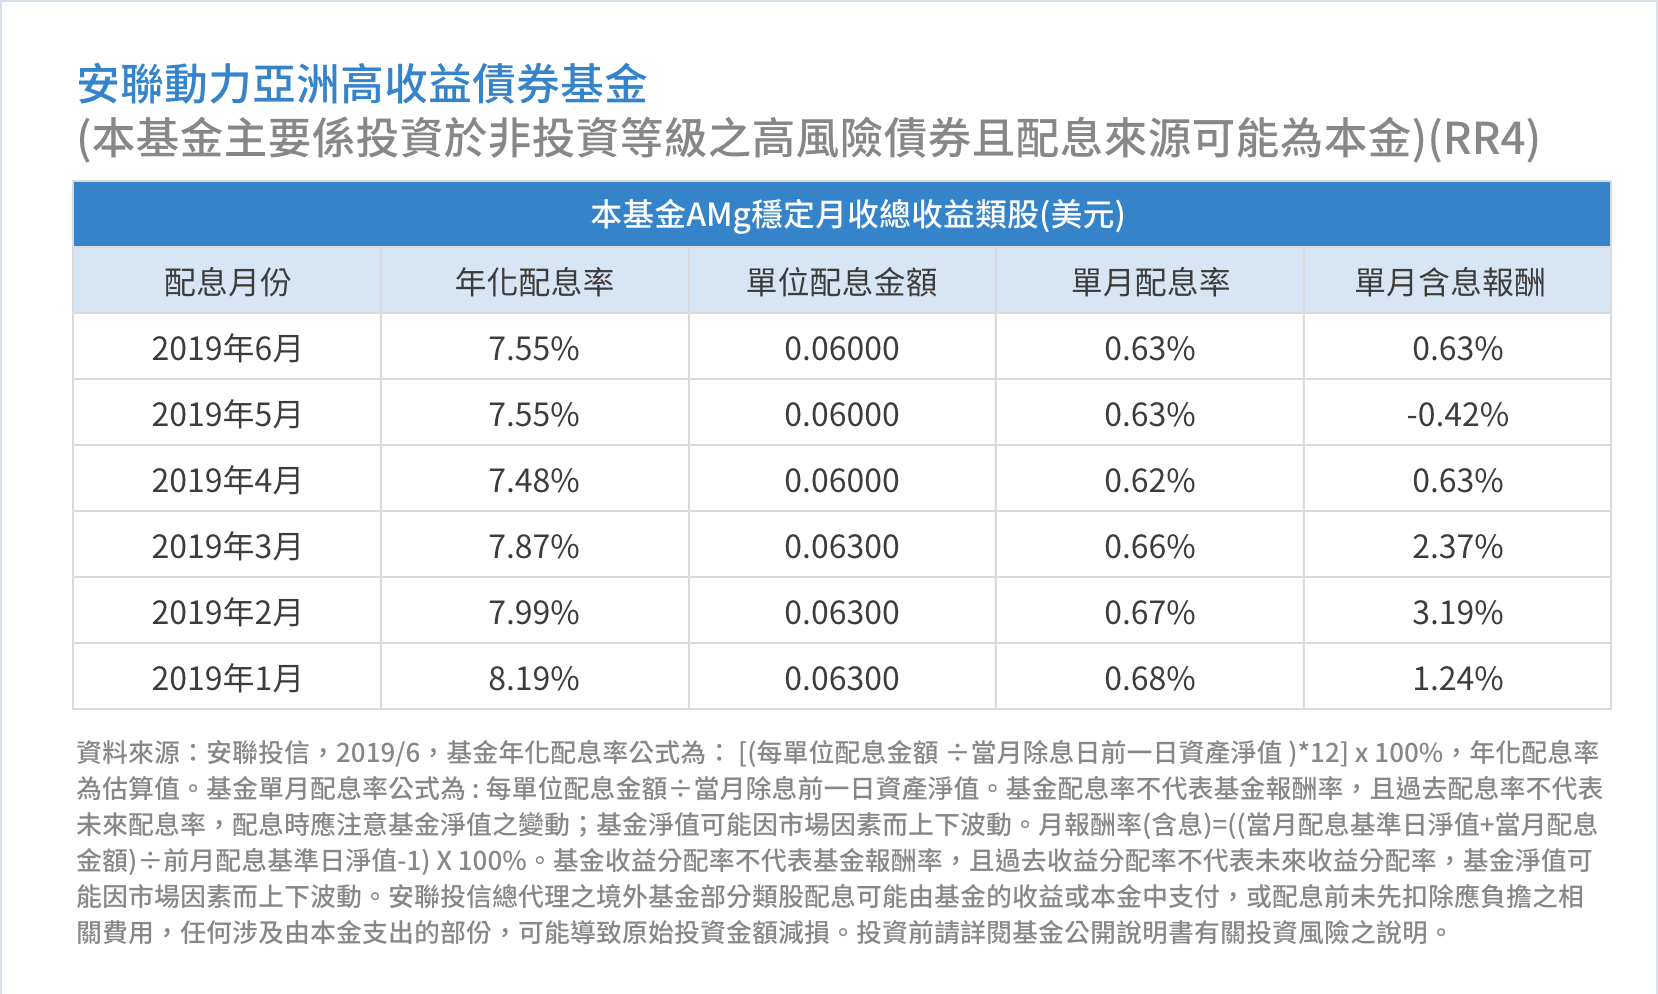 安聯動力亞洲高收益債券基金
(本基金主要係投資於非投資等級之高風險債券且配息來源可能為本金)(RR4)
本基金AMg穩定月收總收益類股(美元)
配息月份 年化配息率 單位配息金額 單月配息率 單月含息報酬
2019年6月 7.55% 0.06000 0.63% 0.63%
2019年5月 7.55% 0.06000 0.63% -0.42%
2019年4月 7.48% 0.06000 0.62% 0.63%
2019年3月 7.87% 0.06300 0.66% 2.37%
2019年2月 7.99% 0.06300 0.67% 3.19%
2019年1月 8.19% 0.06300 0.68% 1.24%
資料來源：安聯投信，2019/6，基金年化配息率公式為： [(每單位配息金額 ÷當月除息日前一日資產淨值 )*12] x 100%，年化配息率
為估算值。基金單月配息率公式為 : 每單位配息金額÷當月除息前一日資產淨值。基金配息率不代表基金報酬率，且過去配息率不代表
未來配息率，配息時應注意基金淨值之變動；基金淨值可能因市場因素而上下波動。月報酬率(含息)=((當月配息基準日淨值+當月配息
金額)÷前月配息基準日淨值-1) X 100%。基金收益分配率不代表基金報酬率，且過去收益分配率不代表未來收益分配率，基金淨值可
能因市場因素而上下波動。安聯投信總代理之境外基金部分類股配息可能由基金的收益或本金中支付，或配息前未先扣除應負擔之相
關費用，任何涉及由本金支出的部份，可能導致原始投資金額減損。投資前請詳閱基金公開說明書有關投資風險之說明。